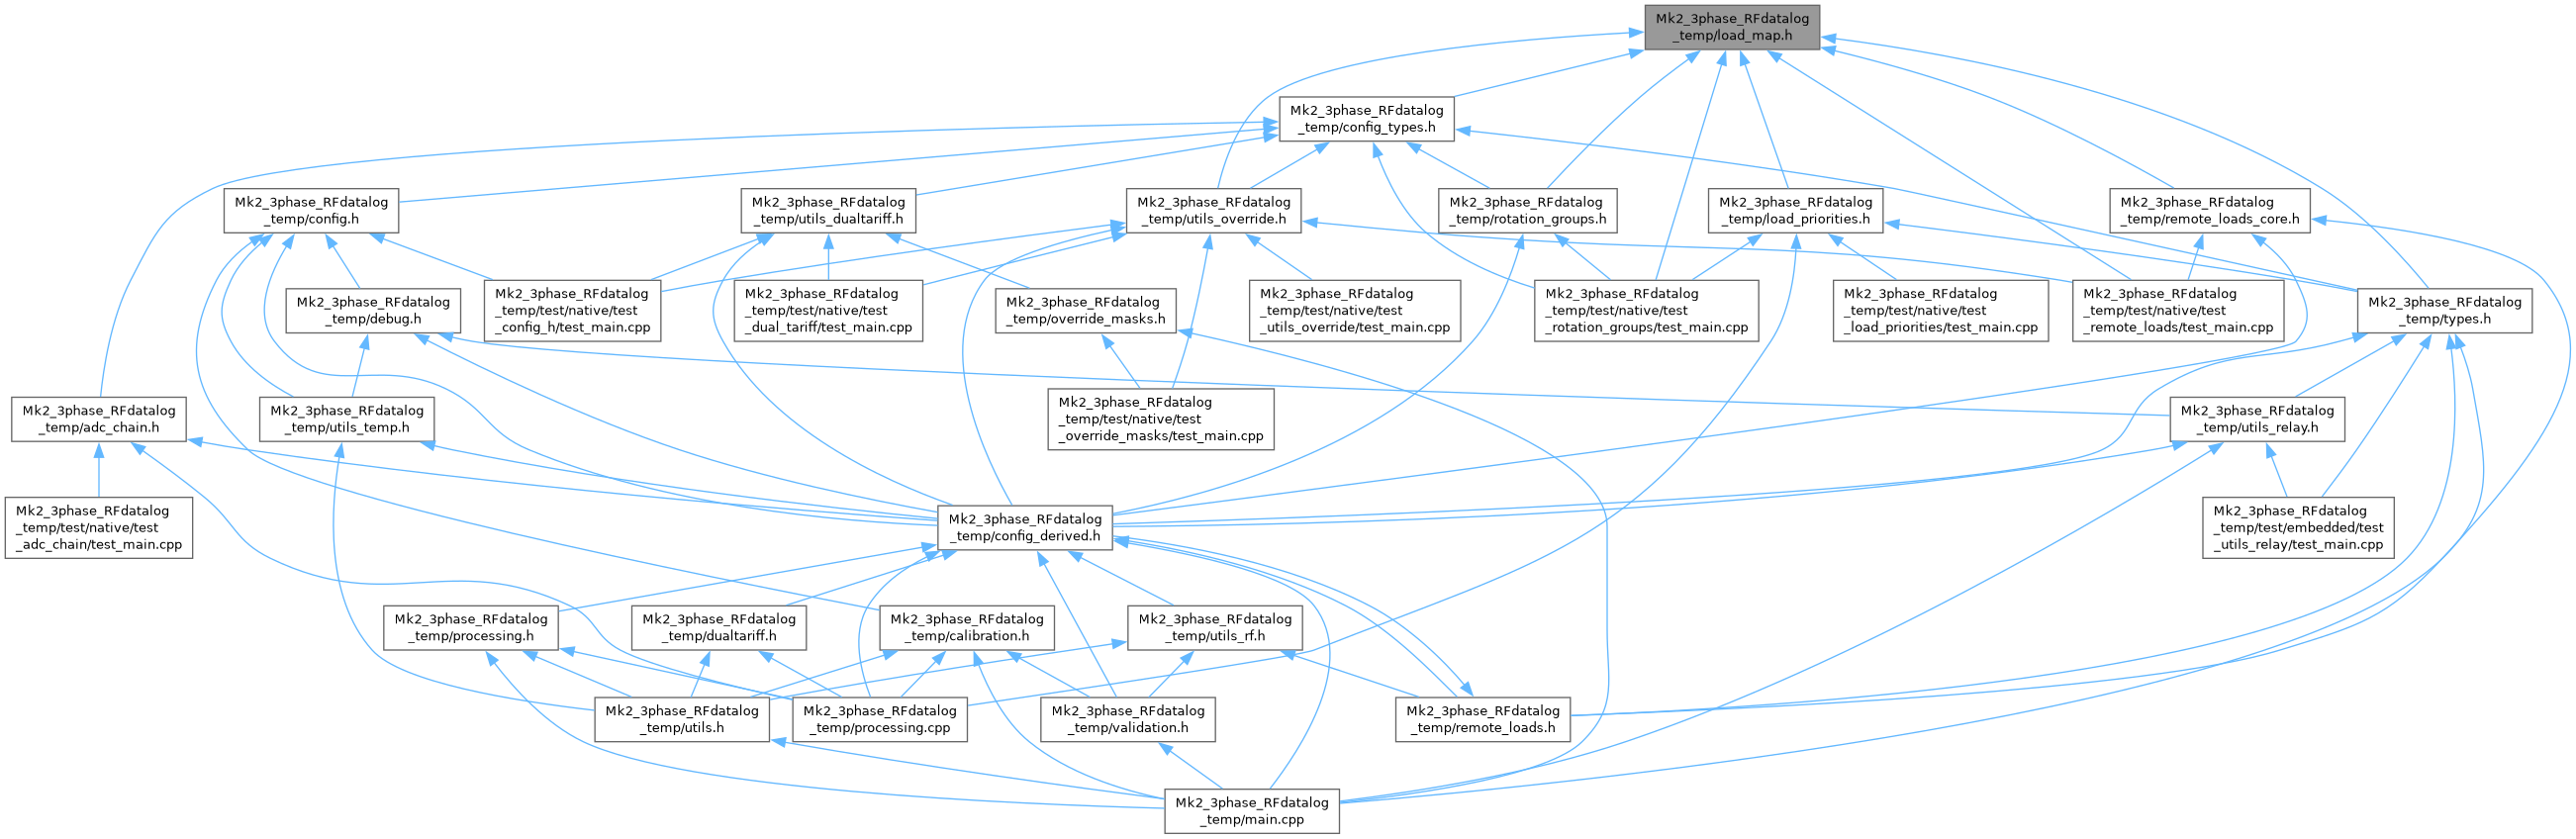 Mk2_3phase_RFdatalog
_temp/load_map.h
Mk2_3phase_RFdatalog
_temp/config_types.h
Mk2_3phase_RFdatalog
_temp/config.h
Mk2_3phase_RFdatalog
_temp/utils_dualtariff.h
Mk2_3phase_RFdatalog
_temp/utils_override.h
Mk2_3phase_RFdatalog
_temp/rotation_groups.h
Mk2_3phase_RFdatalog
_temp/load_priorities.h
Mk2_3phase_RFdatalog
_temp/remote_loads_core.h
Mk2_3phase_RFdatalog
_temp/debug.h
Mk2_3phase_RFdatalog
_temp/test/native/test
_config_h/test_main.cpp
Mk2_3phase_RFdatalog
_temp/test/native/test
_dual_tariff/test_main.cpp
Mk2_3phase_RFdatalog
_temp/override_masks.h
Mk2_3phase_RFdatalog
_temp/test/native/test
_utils_override/test_main.cpp
Mk2_3phase_RFdatalog
_temp/test/native/test
_rotation_groups/test_main.cpp
Mk2_3phase_RFdatalog
_temp/test/native/test
_load_priorities/test_main.cpp
Mk2_3phase_RFdatalog
_temp/test/native/test
_remote_loads/test_main.cpp
Mk2_3phase_RFdatalog
_temp/types.h
Mk2_3phase_RFdatalog
_temp/adc_chain.h
Mk2_3phase_RFdatalog
_temp/utils_temp.h
Mk2_3phase_RFdatalog
_temp/test/native/test
_override_masks/test_main.cpp
Mk2_3phase_RFdatalog
_temp/utils_relay.h
Mk2_3phase_RFdatalog
_temp/test/native/test
_adc_chain/test_main.cpp
Mk2_3phase_RFdatalog
_temp/config_derived.h
Mk2_3phase_RFdatalog
_temp/test/embedded/test
_utils_relay/test_main.cpp
Mk2_3phase_RFdatalog
_temp/processing.h
Mk2_3phase_RFdatalog
_temp/dualtariff.h
Mk2_3phase_RFdatalog
_temp/calibration.h
Mk2_3phase_RFdatalog
_temp/utils_rf.h
Mk2_3phase_RFdatalog
_temp/utils.h
Mk2_3phase_RFdatalog
_temp/processing.cpp
Mk2_3phase_RFdatalog
_temp/validation.h
Mk2_3phase_RFdatalog
_temp/remote_loads.h
Mk2_3phase_RFdatalog
_temp/main.cpp